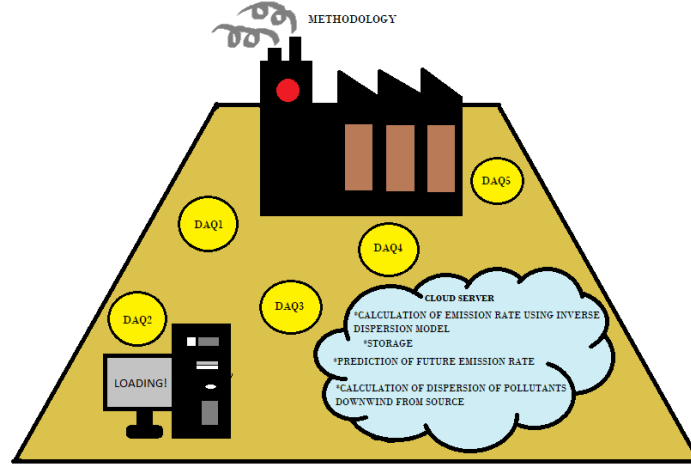 METHODOLOGY
DAQ5
DAQ1
DAQ4
DAQ3
DAQ2
CLOUD SERVER
*CALCULATION OF EMISSION RATE USING INVERSE
DISPERSION MODEL
*STORAGE
*PREDICTION OF FUTURE EMISSION RATE
*CALCULATION OF DISPERSION OF POLLUTANTS
DOWNWIND FROM SOURCE
LOADING!